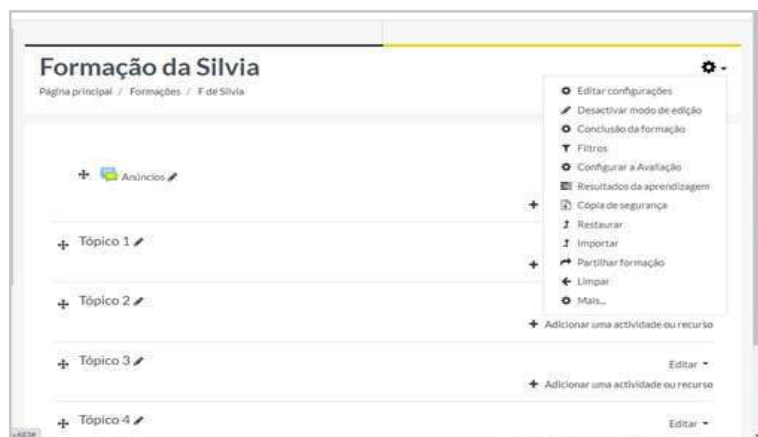 Formação da Silvia
Página principal / Formações / F de Silvia
Editar configurações
Desactivar modo de edição
Conclusão da formação
Filtros
Configurar a Avaliação
Resultados da aprendizagem
Cópia de segurança
Restaurar
Importar
Partilhar formação
Limpar
Mais...
Anúncios
Tópico 1
Tópico 2
Adicionar uma actividade ou recurso
Tópico 3 Editar
Adicionar uma actividade ou recurso
Tópico 4 Editar